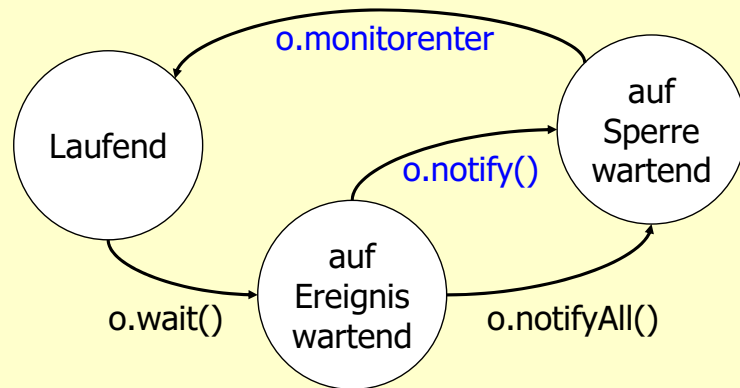 o.monitorenter
Laufend
auf
Sperre
wartend
o.notify()
auf
Ereignis
wartend
o.wait()
o.notifyAll()